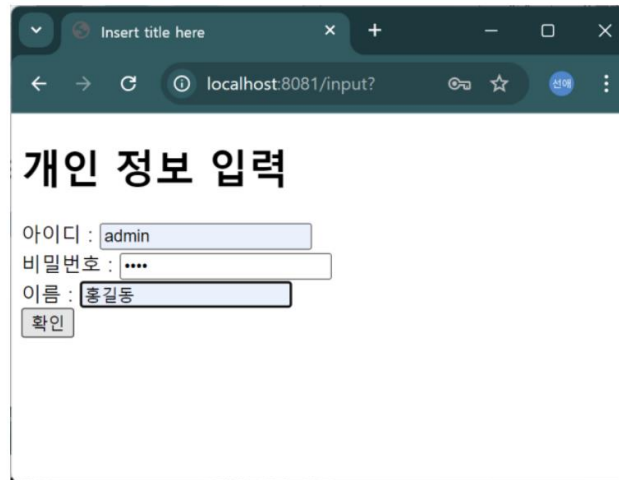 Insert title here
localhost:8081/input?
선애
개인 정보 입력
아이디 : admin
비밀번호 : ••••
이름 : 홍길동
확인